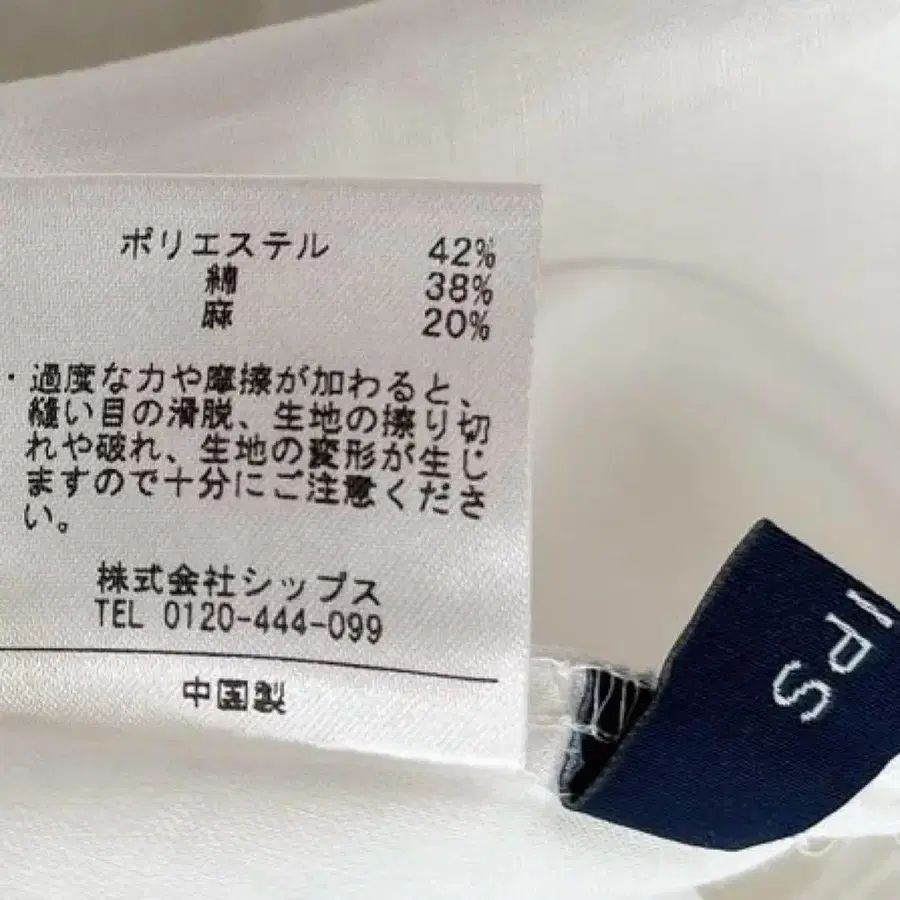 ポリエステル 42%
綿 38%
麻 20%
・過度な力や摩擦が加わると、
縫い目の滑脱、生地の擦り切
れや破れ、生地の変形が生じ
ますので十分にご注意くださ
い。
株式会社シップス
TEL 0120-444-099
中国製
IPS